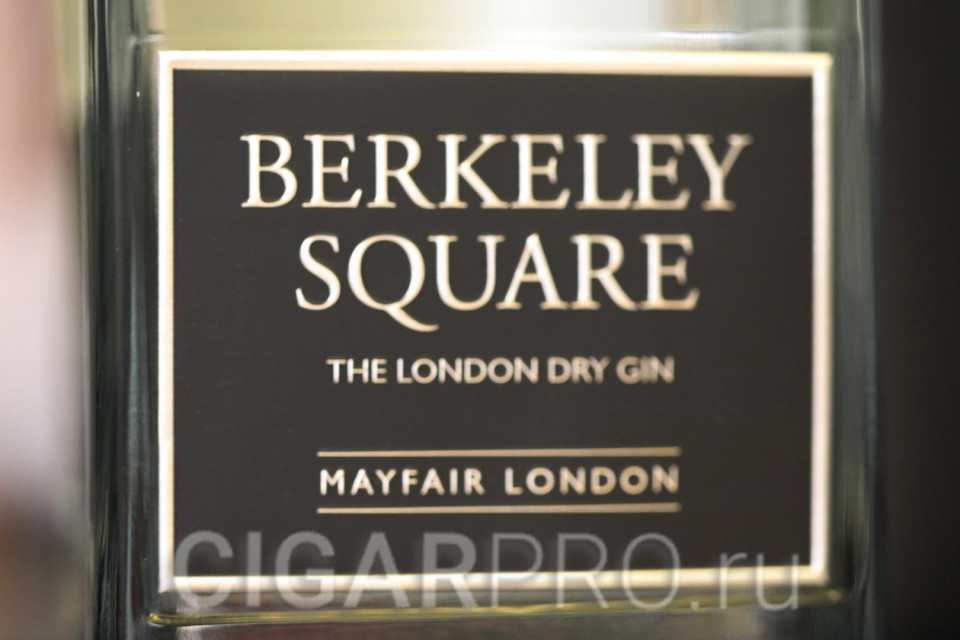 BERKELEY
SQUARE
THE LONDON DRY GIN
MAYFAIR LONDON
CIGARPRO.ru